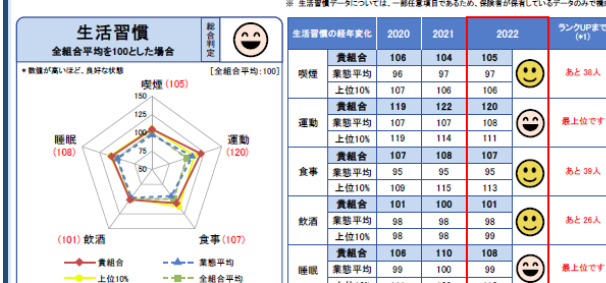 ※ 生活習慣データについては、一部任意項目であるため、保険者が保有しているデータのみで機
生活習慣
全組合平均を100とした場合
総合判定
＊数値が高いほど、良好な状態
[全組合平均:100]
喫煙(105)
150
125
100
75
50
睡眠
(108)
運動
(120)
(101)飲酒
食事(107)
貴組合
業態平均
上位10%
全組合平均
生活習慣の経年変化 2020 2021 2022 ランクUPまで
(*1)
喫煙
貴組合 106 104 105
業態平均 96 97 97
上位10% 107 106 106
あと38人
運動
貴組合 119 122 120
業態平均 107 107 108
上位10% 119 114 111
最上位です
食事
貴組合 107 108 107
業態平均 95 95 95
上位10% 109 115 113
あと39人
飲酒
貴組合 101 100 101
業態平均 98 98 98
上位10% 98 98 99
あと26人
睡眠
貴組合 106 110 108
業態平均 99 100 99
上位10%
最上位です